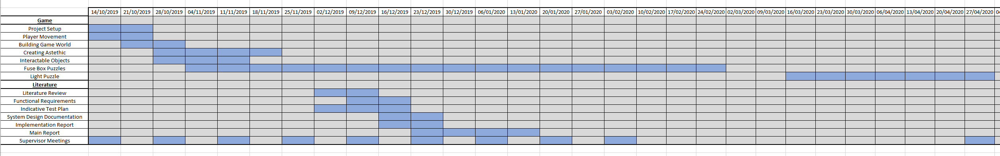 14/10/2019 21/10/2019 28/10/2019 04/11/2019 11/11/2019 18/11/2019 25/11/2019 02/12/2019 09/12/2019 16/12/2019 23/12/2019 30/12/2019 06/01/2020 13/01/2020 20/01/2020 27/01/2020 03/02/2020 10/02/2020 17/02/2020 24/02/2020 02/03/2020 09/03/2020 16/03/2020 23/03/2020 30/03/2020 06/04/2020 13/04/2020 20/04/2020 27/04/2020
Game
Project Setup
Player Movement
Building Game World
Creating Astethic
Interactable Objects
Fuse Box Puzzles
Light Puzzle
Literature
Literature Review
Functional Requirements
Indicative Test Plan
System Design Documentation
Implementation Report
Main Report
Supervisor Meetings